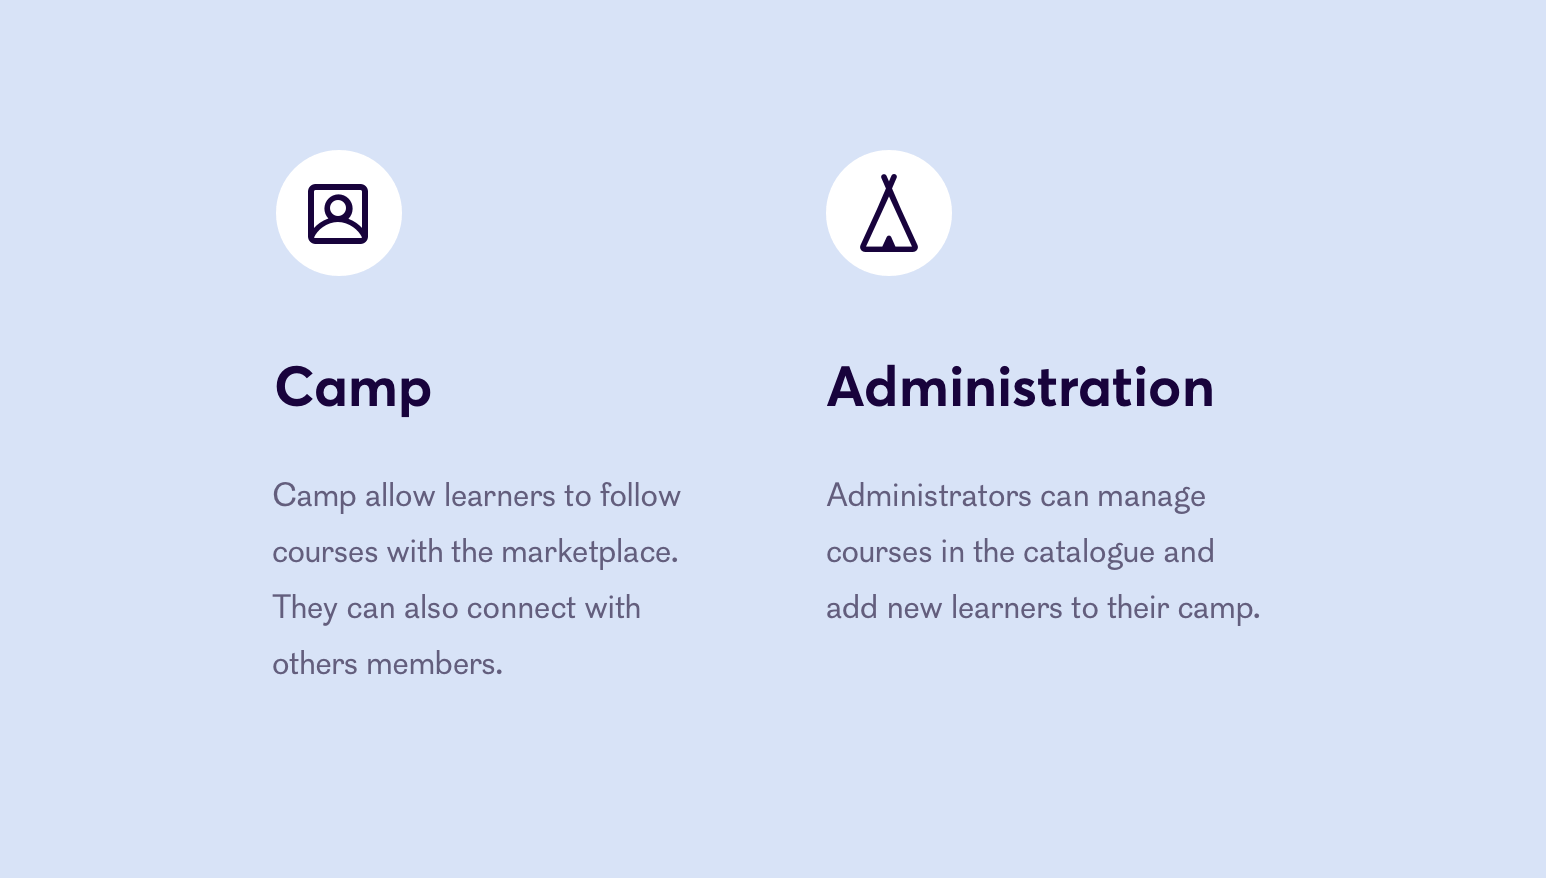 Camp
Camp allow learners to follow
courses with the marketplace.
They can also connect with
others members.
Administration
Administrators can manage
courses in the catalogue and
add new learners to their camp.